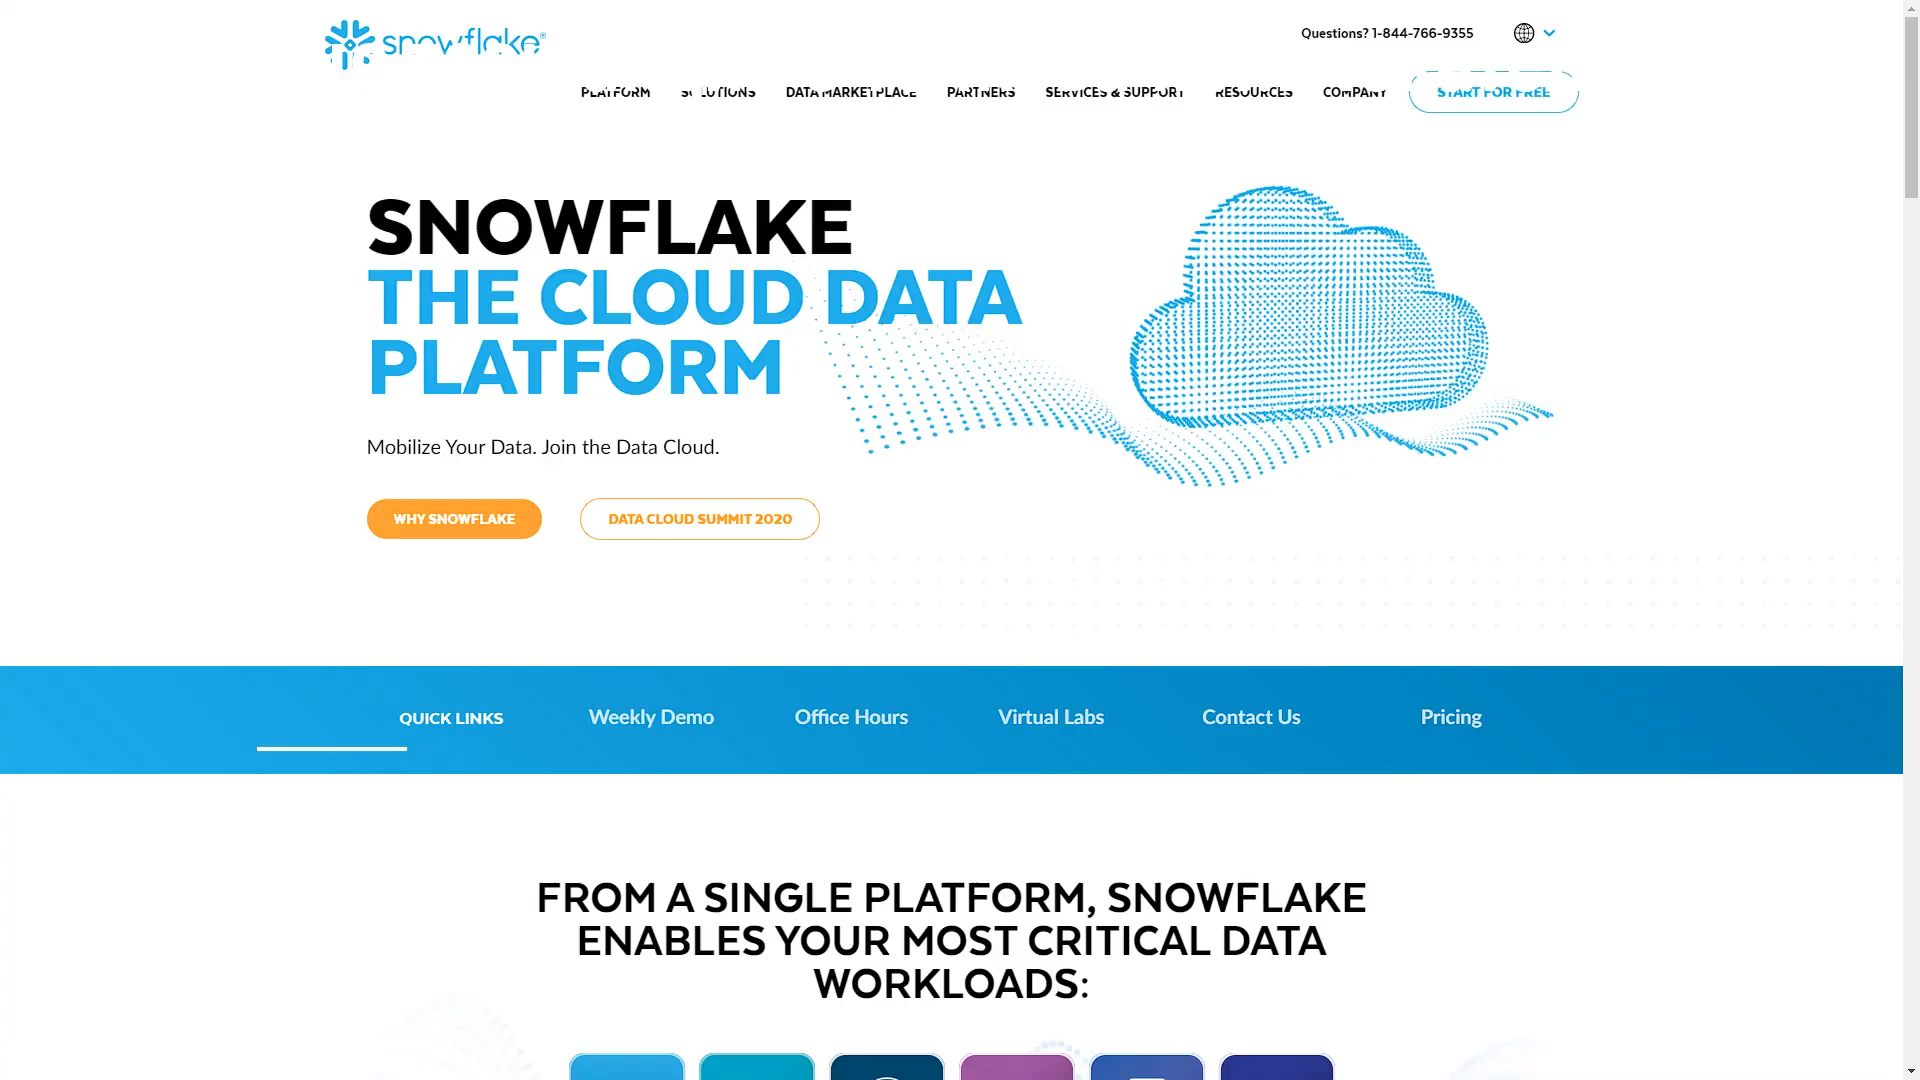 snowflake®
Questions? 1-844-766-9355
PLATFORM SOLUTIONS DATA MARKETPLACE PARTNERS SERVICES & SUPPORT RESOURCES COMPANY START FOR FREE
SNOWFLAKE
THE CLOUD DATA
PLATFORM
Mobilize Your Data. Join the Data Cloud.
WHY SNOWFLAKE DATA CLOUD SUMMIT 2020
QUICK LINKS Weekly Demo Office Hours Virtual Labs Contact Us Pricing
FROM A SINGLE PLATFORM, SNOWFLAKE
ENABLES YOUR MOST CRITICAL DATA
WORKLOADS: